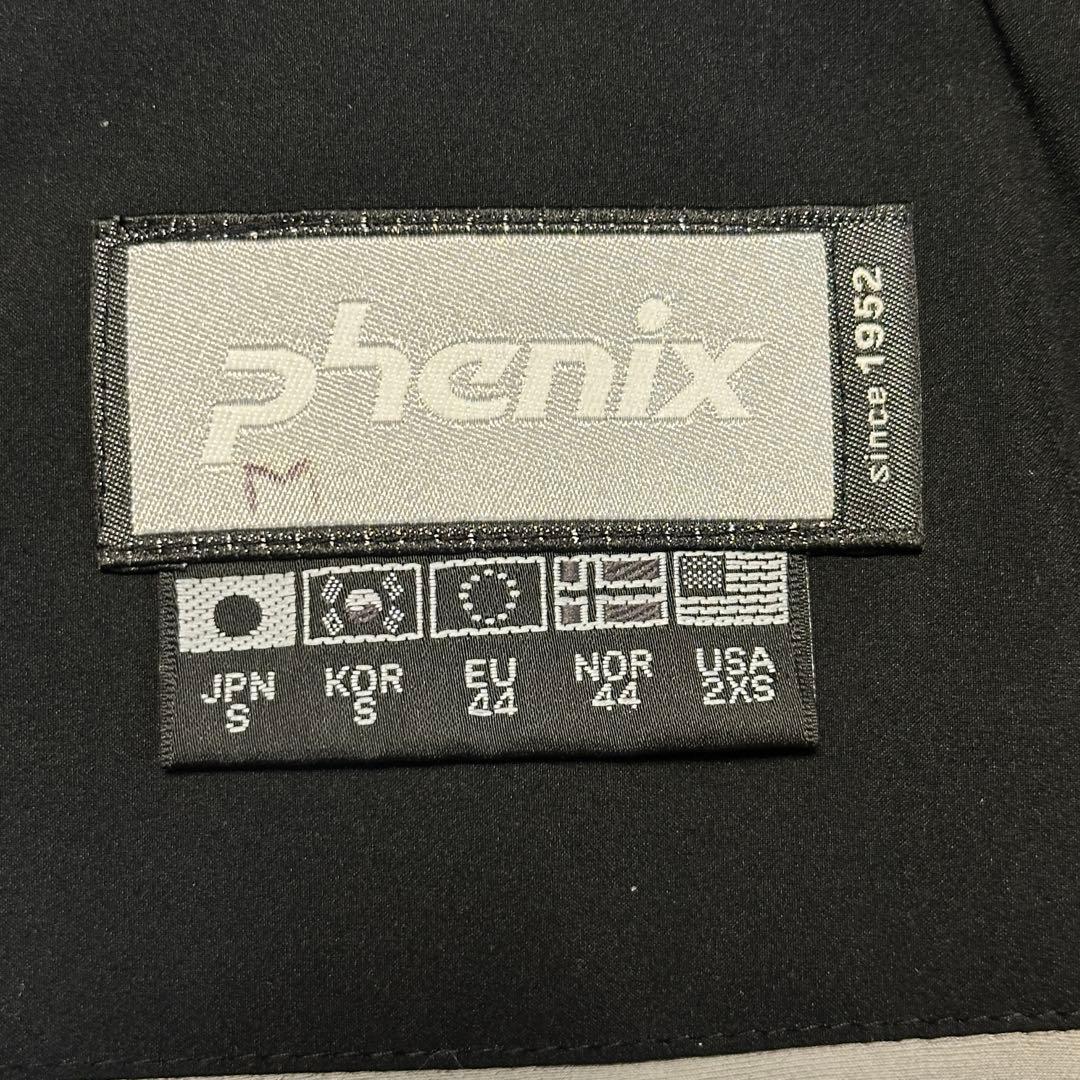 phenix
since 1952
M
JPN KOR EU NOR USA
S S 44 44 2XS